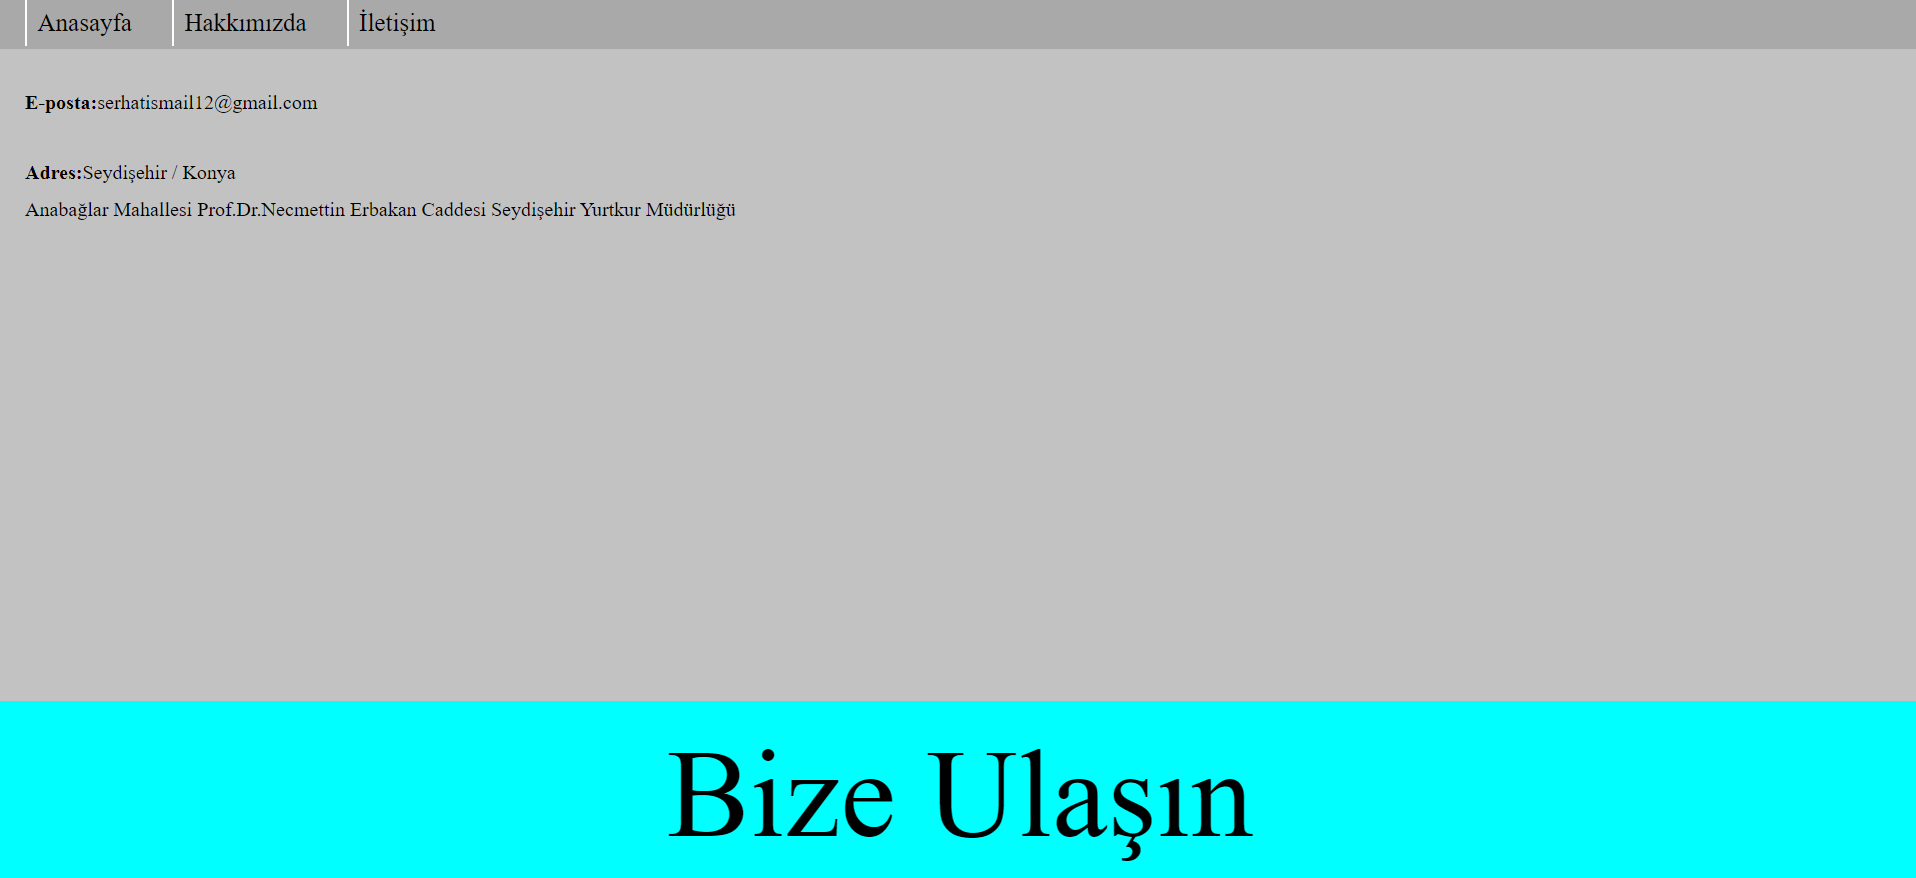 Anasayfa Hakkımızda İletişim
E-posta:serhatismail12@gmail.com
Adres:Seydişehir / Konya
Anabağlar Mahallesi Prof.Dr.Necmettin Erbakan Caddesi Seydişehir Yurtkur Müdürlüğü
Bize Ulaşın